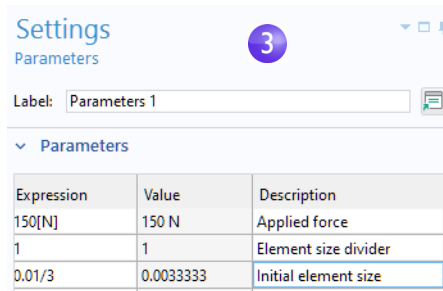 Settings
Parameters
3
Label: Parameters 1
Parameters
Expression Value Description
150[N] 150 N Applied force
1 1 Element size divider
0.01/3 0.0033333 Initial element size